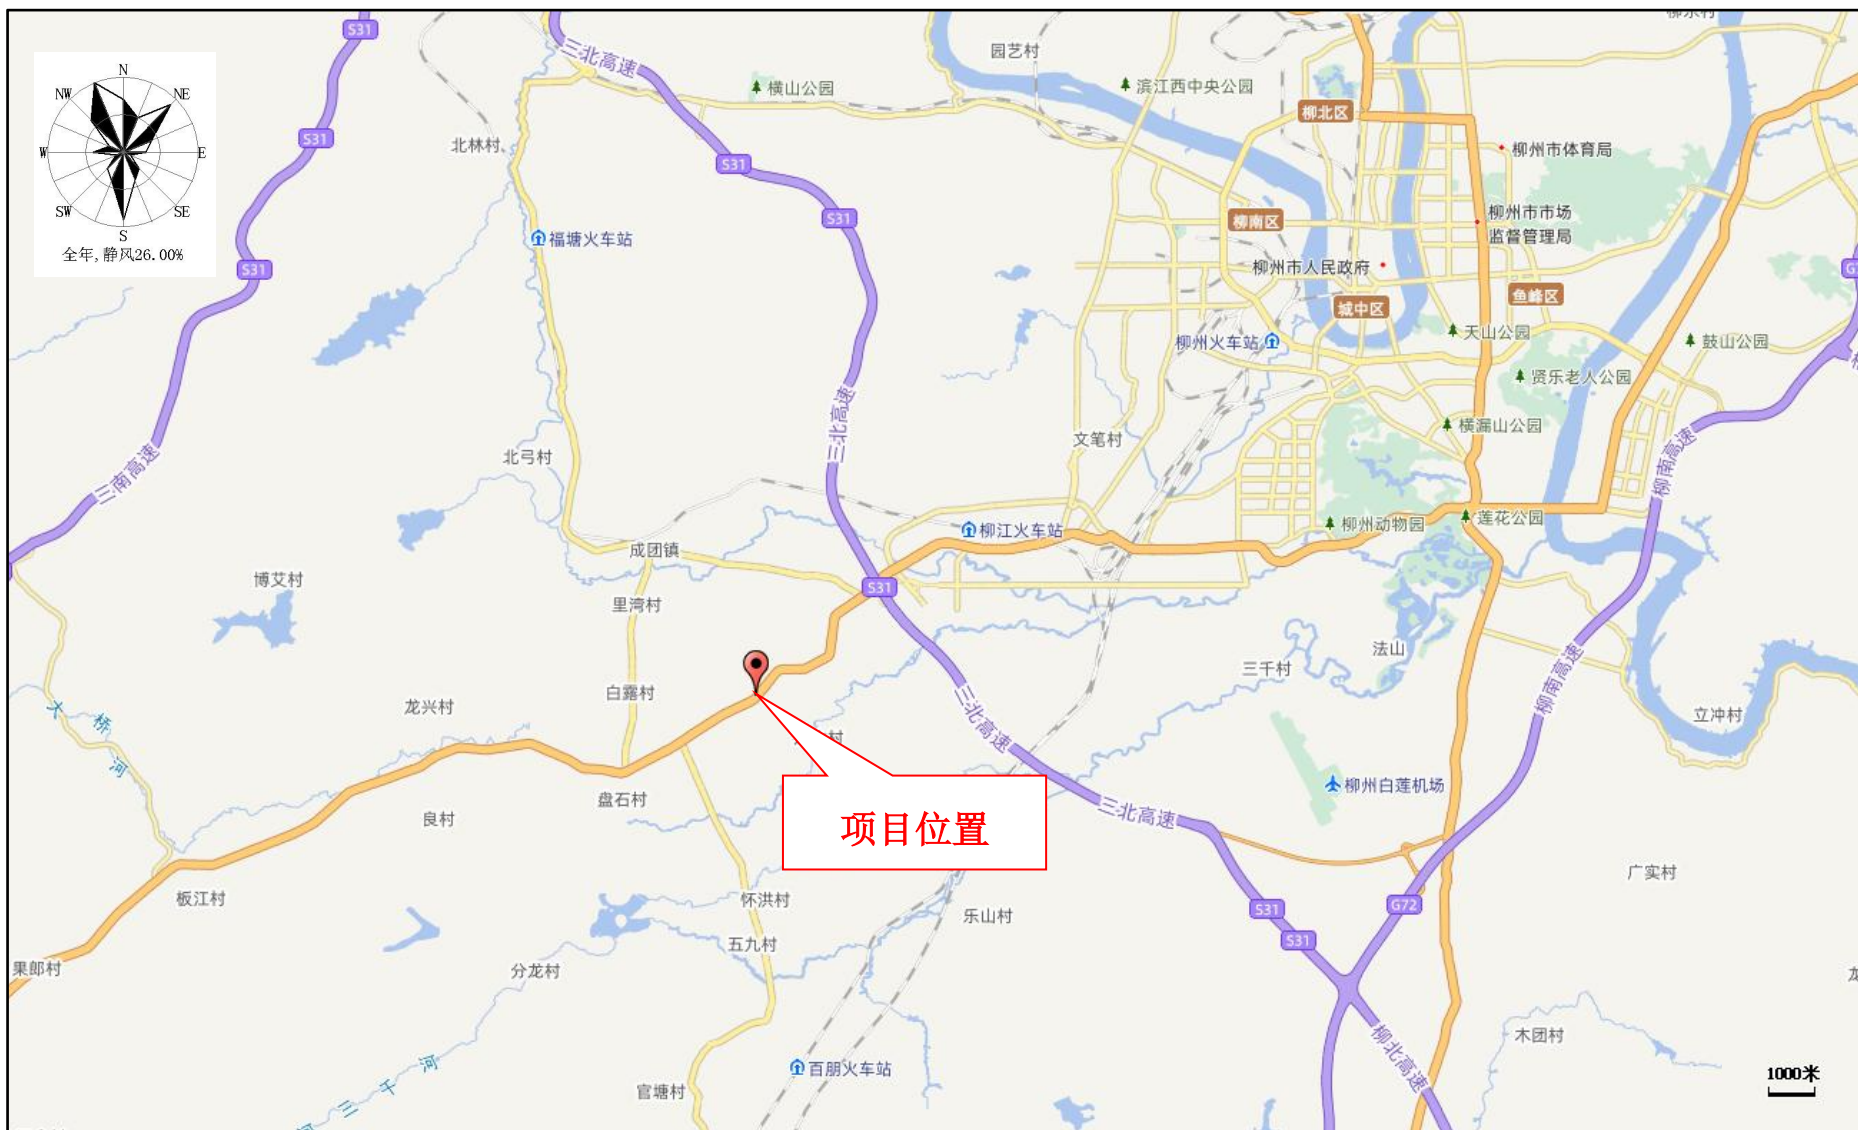 柳东村
S31
三北高速
园艺村
N
NW
NE
W
E
SW
SE
S
全年,静风26.00%
横山公园
滨江西中央公园
柳北区
S31
北林村
S31
柳州市体育局
S31
柳南区
柳州市市场
监督管理局
福塘火车站
S31
柳州市人民政府
城中区
鱼峰区
天山公园
柳州火车站
鼓山公园
贤乐老人公园
三北高速
横漏山公园
文笔村
北弓村
三南高速
柳南高速
柳江火车站
柳州动物园
莲花公园
成团镇
博艾村
S31
里湾村
法山
三千村
白露村
龙兴村
柳南高速
大桥河
三北高速
立冲村
村
柳州白莲机场
盘石村
良村
三北高速
项目位置
广实村
板江村
怀洪村
S31
G72
乐山村
五九村
S31
果郎村
分龙村
木团村
柳北高速
三千河
百朋火车站
官塘村
1000米